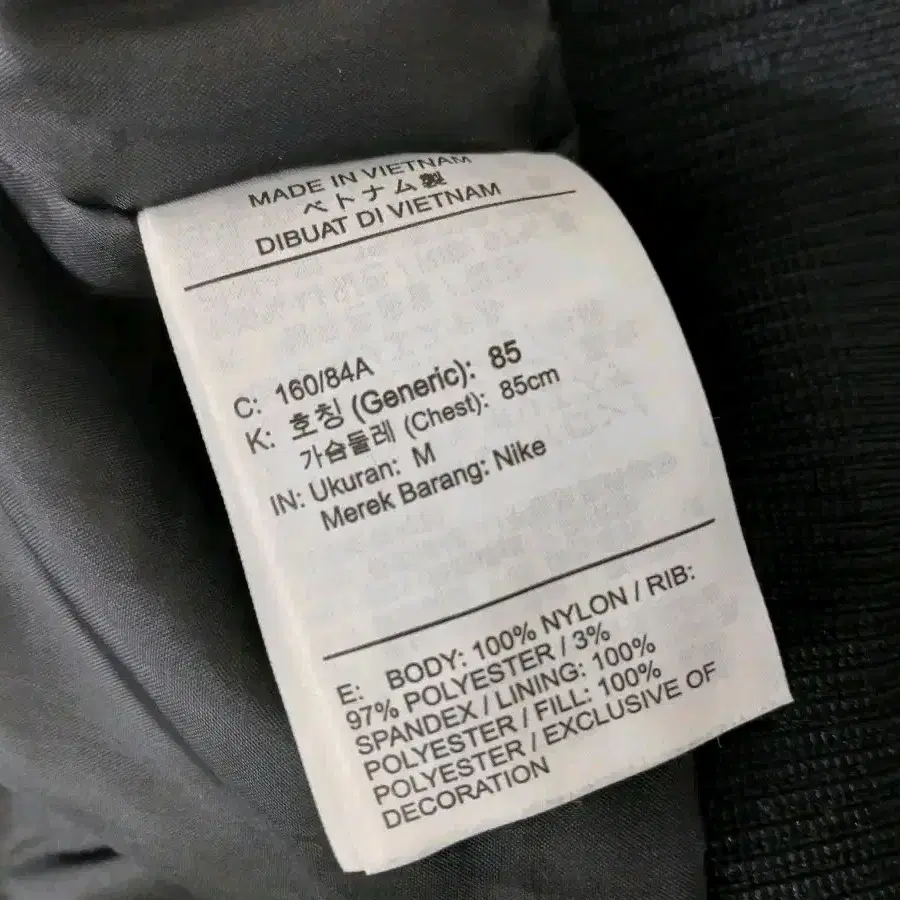 MADE IN VIETNAM
ベトナム製
DIBUAT DI VIETNAM
C: 160/84A
K: 호칭 (Generic): 85
가슴둘레 (Chest): 85cm
IN: Ukuran: M
Merek Barang: Nike
E: BODY: 100% NYLON / RIB:
97% POLYESTER / 3%
SPANDEX / LINING: 100%
POLYESTER / FILL: 100%
POLYESTER / EXCLUSIVE OF
DECORATION